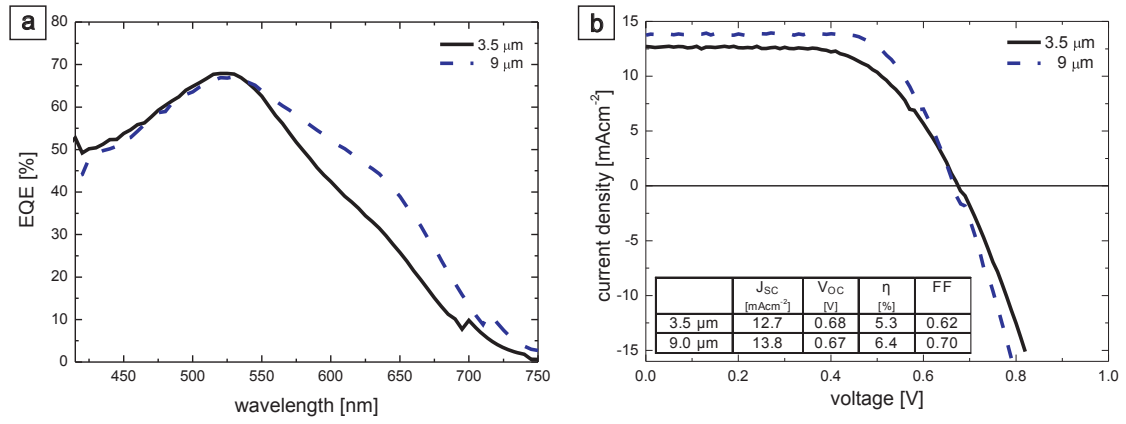 a
EQE [%]
80
70
60
50
40
30
20
10
0
450 500 550 600 650 700 750
wavelength [nm]
3.5 μm
9 μm
b
current density [mAcm⁻²]
15
10
5
0
-5
-10
-15
0.0 0.2 0.4 0.6 0.8 1.0
voltage [V]
3.5 μm
9 μm
J_SC V_OC η FF
[mAcm⁻²] [V] [%]
3.5 μm 12.7 0.68 5.3 0.62
9.0 μm 13.8 0.67 6.4 0.70